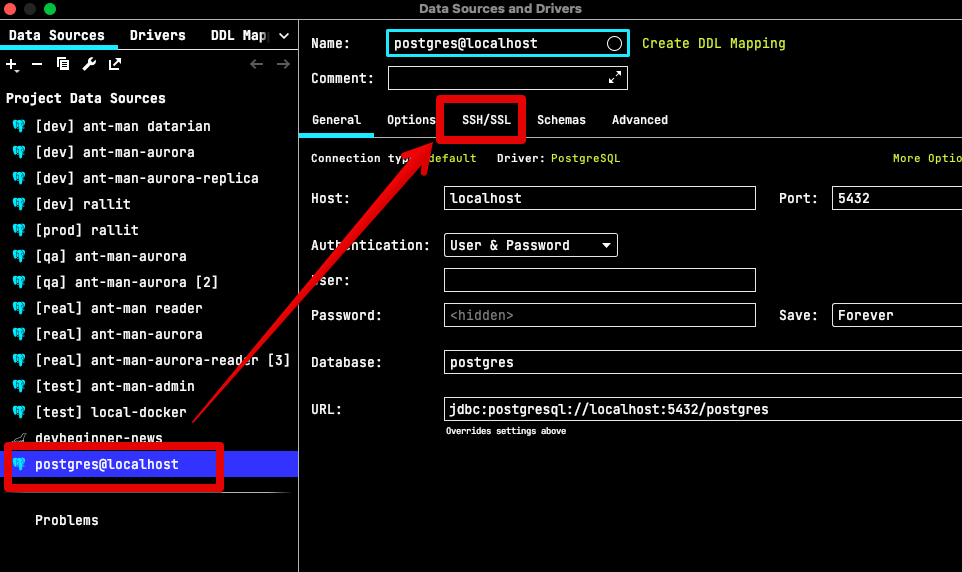 Data Sources and Drivers
Data Sources Drivers DDL Map
Project Data Sources
[dev] ant-man datarian
[dev] ant-man-aurora
[dev] ant-man-aurora-replica
[dev] rallit
[prod] rallit
[qa] ant-man-aurora
[qa] ant-man-aurora [2]
[real] ant-man reader
[real] ant-man-aurora
[real] ant-man-aurora-reader [3]
[test] ant-man-admin
[test] local-docker
devbeginner-news
postgres@localhost
Problems
Name: postgres@localhost Create DDL Mapping
Comment:
General Options SSH/SSL Schemas Advanced
Connection type default Driver: PostgreSQL More Optio
Host: localhost Port: 5432
Authentication: User & Password
User:
Password: <hidden> Save: Forever
Database: postgres
URL: jdbc:postgresql://localhost:5432/postgres
Overrides settings above